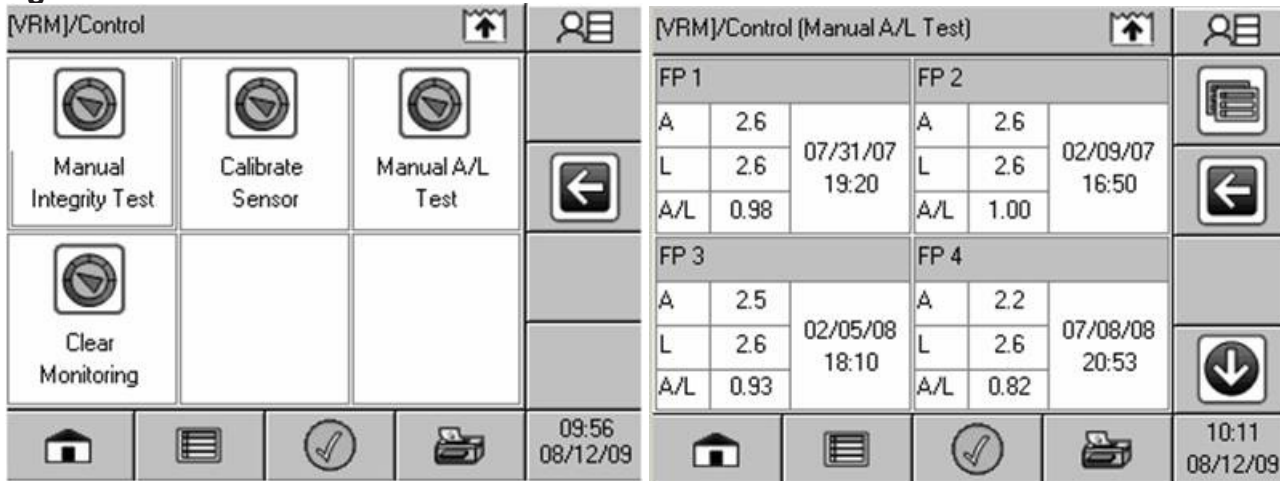 [VRM]/Control
Manual
Integrity Test
Calibrate
Sensor
Manual A/L
Test
Clear
Monitoring
09:56
08/12/09
[VRM]/Control (Manual A/L Test)
FP 1
A 2.6
L 2.6
A/L 0.98
07/31/07
19:20
FP 2
A 2.6
L 2.6
A/L 1.00
02/09/07
16:50
FP 3
A 2.5
L 2.6
A/L 0.93
02/05/08
18:10
FP 4
A 2.2
L 2.6
A/L 0.82
07/08/08
20:53
10:11
08/12/09